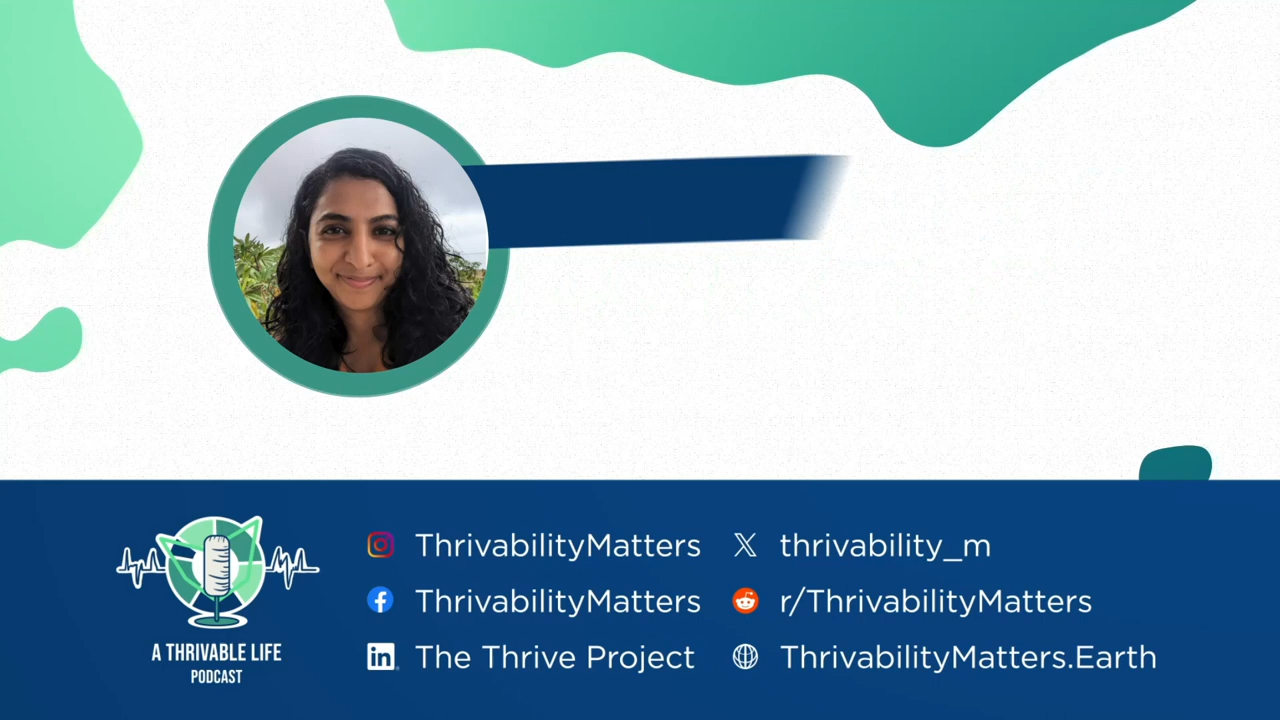 ThrivabilityMatters
thrivability_m
ThrivabilityMatters
r/ThrivabilityMatters
The Thrive Project
ThrivabilityMatters.Earth
A THRIVABLE LIFE
PODCAST